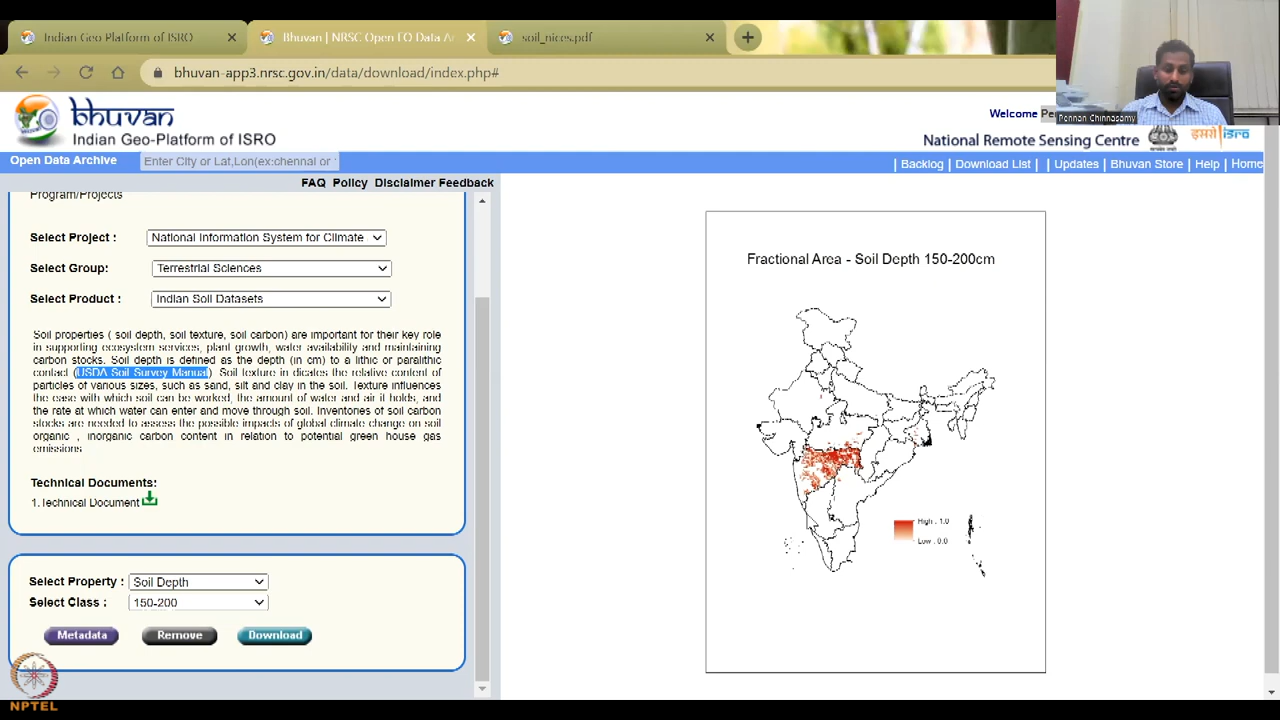 Indian Geo Platform of ISRO
Bhuvan | NRSC Open EO Data Ar
soil_nices.pdf
bhuvan-app3.nrsc.gov.in/data/download/index.php#
Pennan Chinnasamy
bhuvan
Indian Geo-Platform of ISRO
Welcome Pe
National Remote Sensing Centre
इसरो isro
Open Data Archive
Enter City or Lat,Lon(ex:chennai or
| Backlog | Download List | | Updates | Bhuvan Store | Help | Home
FAQ Policy Disclaimer Feedback
Program/Projects
Select Project : National Information System for Climate
Select Group: Terrestrial Sciences
Select Product : Indian Soil Datasets
Soil properties ( soil depth, soil texture, soil carbon) are important for their key role
in supporting ecosystem services, plant growth, water availability and maintaining
carbon stocks. Soil depth is defined as the depth (in cm) to a lithic or paralithic
contact (USDA Soil Survey Manual). Soil texture in dicates the relative content of
particles of various sizes, such as sand, silt and clay in the soil. Texture influences
the ease with which soil can be worked, the amount of water and air it holds, and
the rate at which water can enter and move through soil. Inventories of soil carbon
stocks are needed to assess the possible impacts of global climate change on soil
organic , inorganic carbon content in relation to potential green house gas
emissions
Technical Documents:
1.Technical Document
Select Property : Soil Depth
Select Class : 150-200
Metadata Remove Download
Fractional Area - Soil Depth 150-200cm
High : 1.0
Low : 0.0
NPTEL